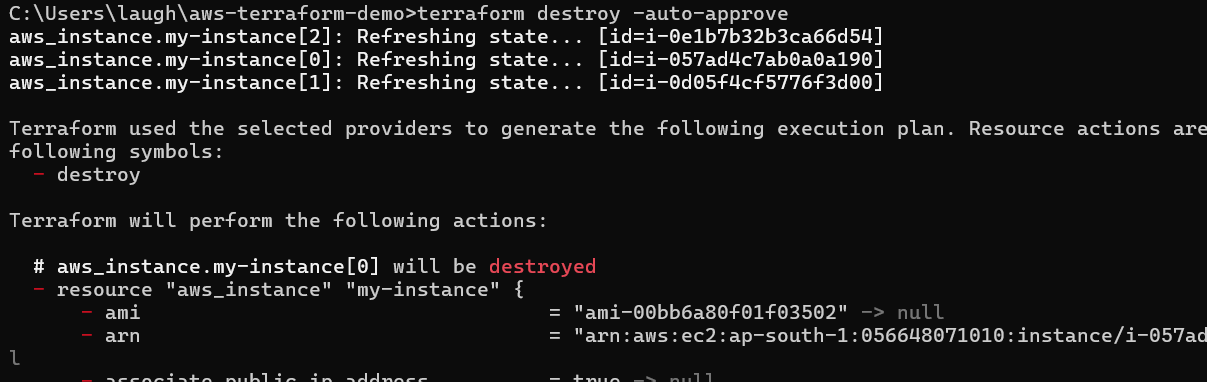 C:\Users\laugh\aws-terraform-demo>terraform destroy -auto-approve
aws_instance.my-instance[2]: Refreshing state... [id=i-0e1b7b32b3ca66d54]
aws_instance.my-instance[0]: Refreshing state... [id=i-057ad4c7ab0a0a190]
aws_instance.my-instance[1]: Refreshing state... [id=i-0d05f4cf5776f3d00]
Terraform used the selected providers to generate the following execution plan. Resource actions are
following symbols:
- destroy
Terraform will perform the following actions:
# aws_instance.my-instance[0] will be destroyed
- resource "aws_instance" "my-instance" {
- ami = "ami-00bb6a80f01f03502" -> null
- arn = "arn:aws:ec2:ap-south-1:056648071010:instance/i-057ad
l
- associate_public_ip_address = true -> null